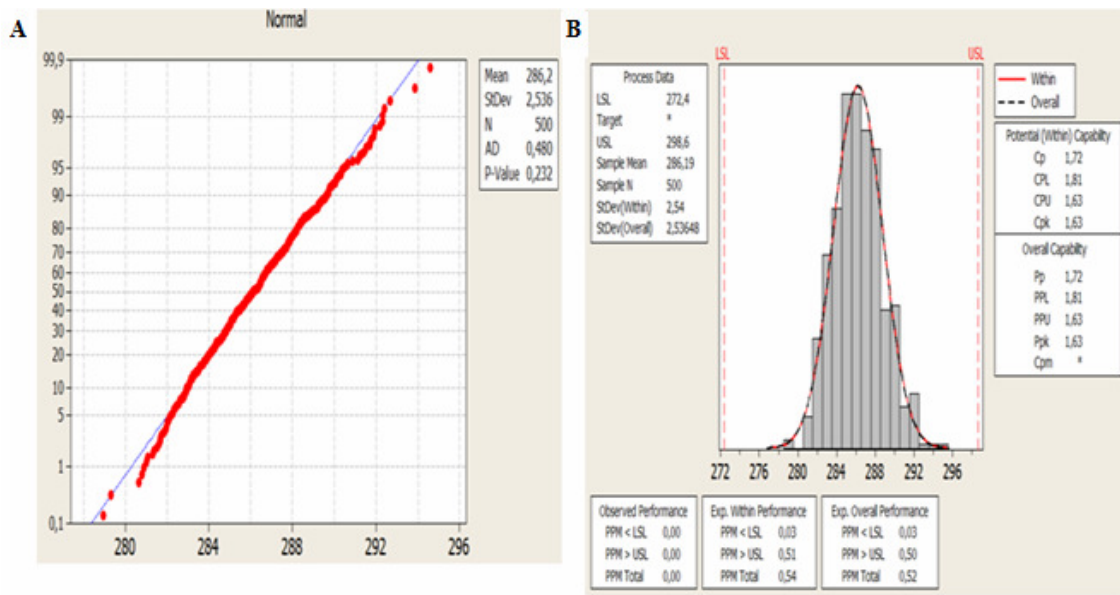 A
Normal
99,9
99
95
90
80
70
60
50
40
30
20
10
5
1
0,1
280 284 288 292 296
Mean 286,2
StDev 2,536
N 500
AD 0,480
P-Value 0,232
B
LSL USL
Process Data
LSL 272,4
Target *
USL 298,6
Sample Mean 286,19
Sample N 500
StDev(Within) 2,54
StDev(Overall) 2,53648
Within
Overall
Potential (Within) Capability
Cp 1,72
CPL 1,81
CPU 1,63
Cpk 1,63
Overall Capability
Pp 1,72
PPL 1,81
PPU 1,63
Ppk 1,63
Cpm *
272 276 280 284 288 292 296
Observed Performance
PPM < LSL 0,00
PPM > USL 0,00
PPM Total 0,00
Exp. Within Performance
PPM < LSL 0,03
PPM > USL 0,51
PPM Total 0,54
Exp. Overall Performance
PPM < LSL 0,03
PPM > USL 0,50
PPM Total 0,52